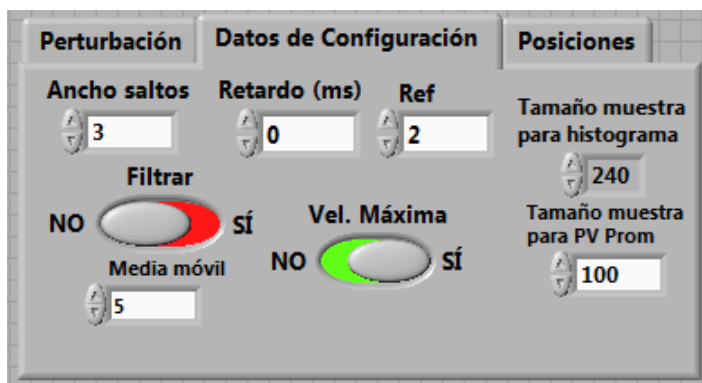 Perturbación
Datos de Configuración
Posiciones
Ancho saltos
3
Retardo (ms)
0
Ref
2
Tamaño muestra
para histograma
240
Filtrar
NO
SÍ
Media móvil
5
Vel. Máxima
NO
SÍ
Tamaño muestra
para PV Prom
100